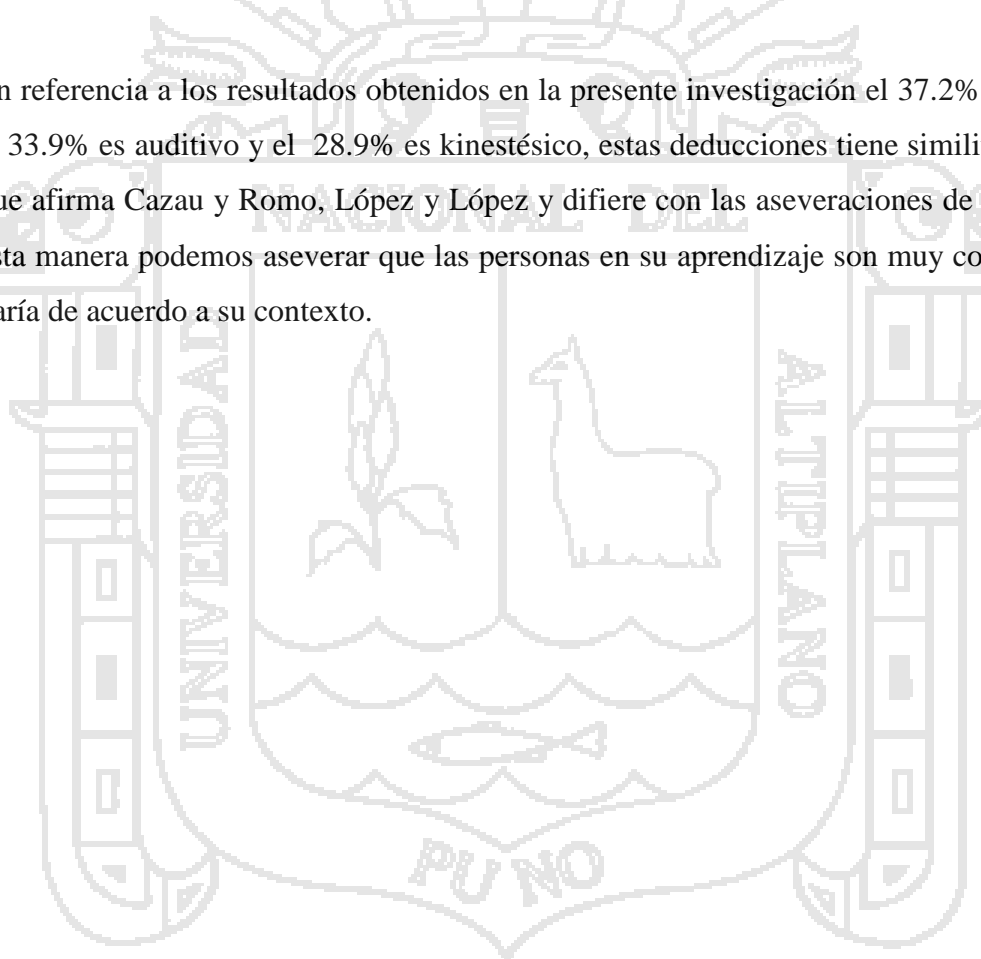 n referencia a los resultados obtenidos en la presente investigación el 37.2%
33.9% es auditivo y el 28.9% es kinestésico, estas deducciones tiene simili
ue afirma Cazau y Romo, López y López y difiere con las aseveraciones de
sta manera podemos aseverar que las personas en su aprendizaje son muy co
aría de acuerdo a su contexto.
NACIONAL DEL
UNIVERSIDAD
ALTIPLANO
PUNO